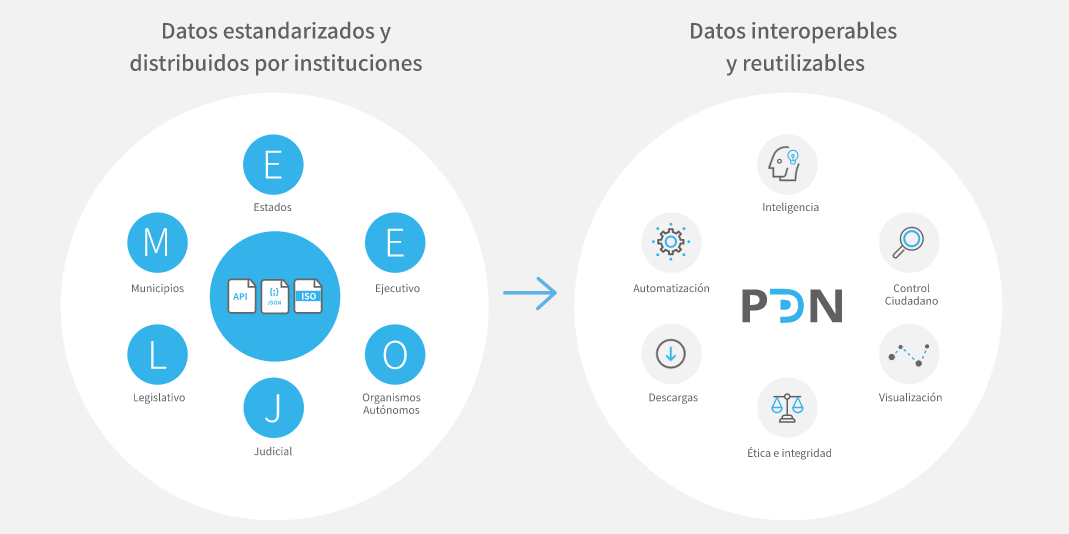 Datos estandarizados y
distribuidos por instituciones
E
Estados
M
Municipios
E
Ejecutivo
API
{;}
JSON
ISO
L
Legislativo
O
Organismos
Autónomos
J
Judicial
Datos interoperables
y reutilizables
Inteligencia
Automatización
Control
Ciudadano
PDN
Descargas
Visualización
Ética e integridad